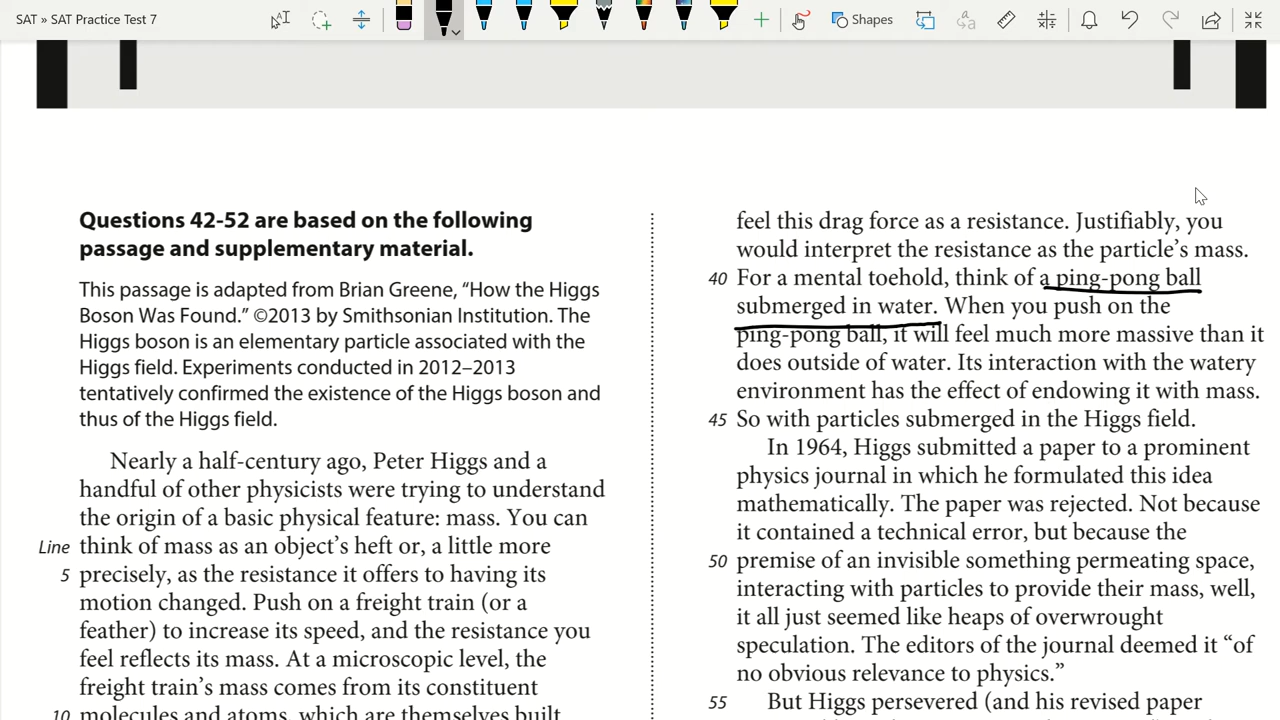 SAT » SAT Practice Test 7
Shapes
Questions 42-52 are based on the following
passage and supplementary material.
This passage is adapted from Brian Greene, “How the Higgs
Boson Was Found.” ©2013 by Smithsonian Institution. The
Higgs boson is an elementary particle associated with the
Higgs field. Experiments conducted in 2012–2013
tentatively confirmed the existence of the Higgs boson and
thus of the Higgs field.
Nearly a half-century ago, Peter Higgs and a
handful of other physicists were trying to understand
the origin of a basic physical feature: mass. You can
Line think of mass as an object’s heft or, a little more
5 precisely, as the resistance it offers to having its
motion changed. Push on a freight train (or a
feather) to increase its speed, and the resistance you
feel reflects its mass. At a microscopic level, the
freight train’s mass comes from its constituent
10 molecules and atoms, which are themselves built
feel this drag force as a resistance. Justifiably, you
would interpret the resistance as the particle’s mass.
40 For a mental toehold, think of a ping-pong ball
submerged in water. When you push on the
ping-pong ball, it will feel much more massive than it
does outside of water. Its interaction with the watery
environment has the effect of endowing it with mass.
45 So with particles submerged in the Higgs field.
In 1964, Higgs submitted a paper to a prominent
physics journal in which he formulated this idea
mathematically. The paper was rejected. Not because
it contained a technical error, but because the
50 premise of an invisible something permeating space,
interacting with particles to provide their mass, well,
it all just seemed like heaps of overwrought
speculation. The editors of the journal deemed it “of
no obvious relevance to physics.”
55 But Higgs persevered (and his revised paper